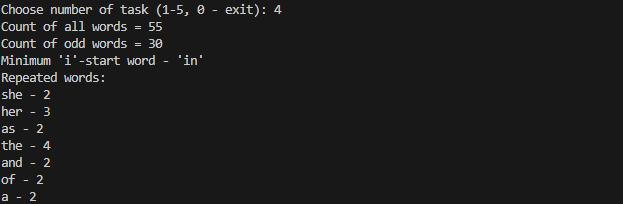 Choose number of task (1-5, 0 - exit): 4
Count of all words = 55
Count of odd words = 30
Minimum 'i'-start word - 'in'
Repeated words:
she - 2
her - 3
as - 2
the - 4
and - 2
of - 2
a - 2